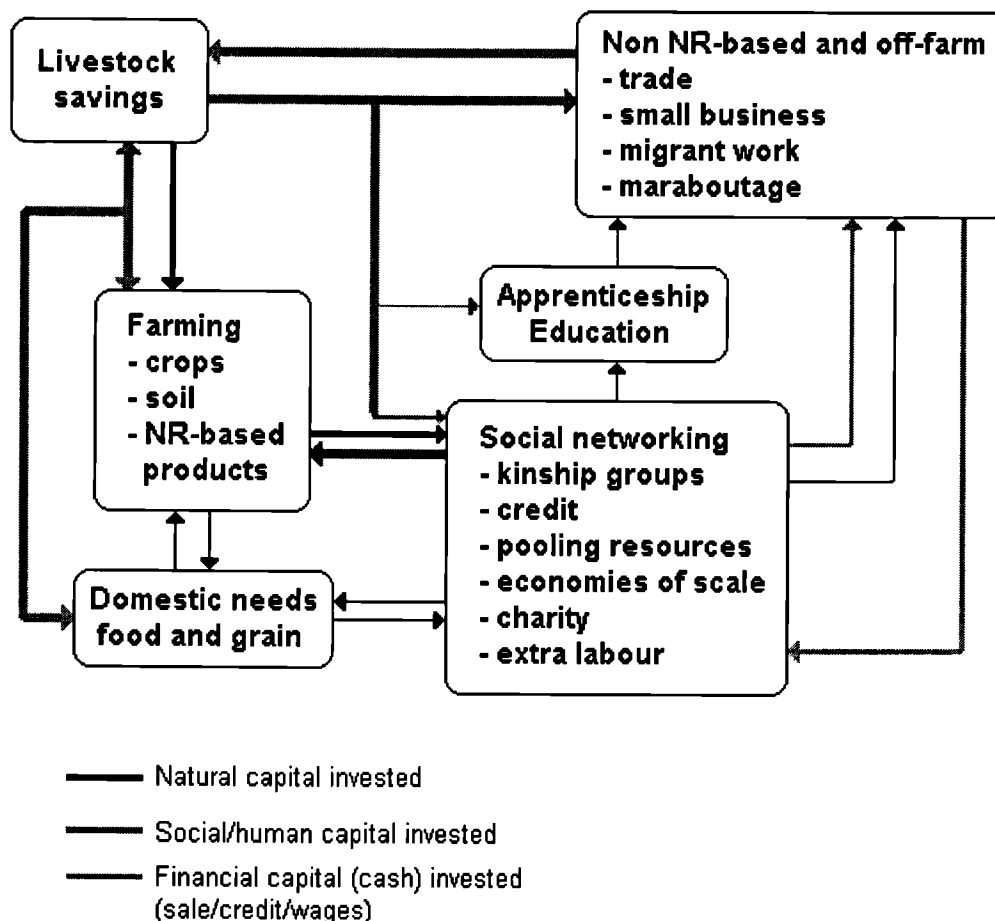 Livestock
savings
Non NR-based and off-farm
- trade
- small business
- migrant work
- maraboutage
Apprenticeship
Education
Farming
- crops
- soil
- NR-based
products
Social networking
- kinship groups
- credit
- pooling resources
- economies of scale
- charity
- extra labour
Domestic needs
food and grain
Natural capital invested
Social/human capital invested
Financial capital (cash) invested
(sale/credit/wages)